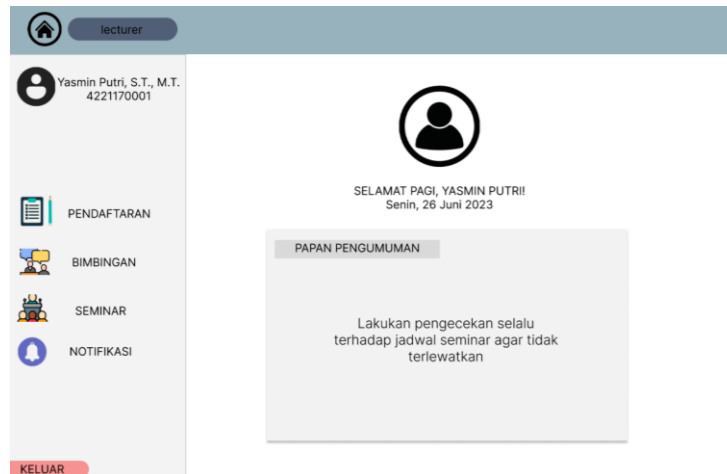 lecturer
Yasmin Putri, S.T., M.T.
4221170001
PENDAFTARAN
BIMBINGAN
SEMINAR
NOTIFIKASI
KELUAR
SELAMAT PAGI, YASMIN PUTRI!
Senin, 26 Juni 2023
PAPAN PENGUMUMAN
Lakukan pengecekan selalu
terhadap jadwal seminar agar tidak
terlewatkan